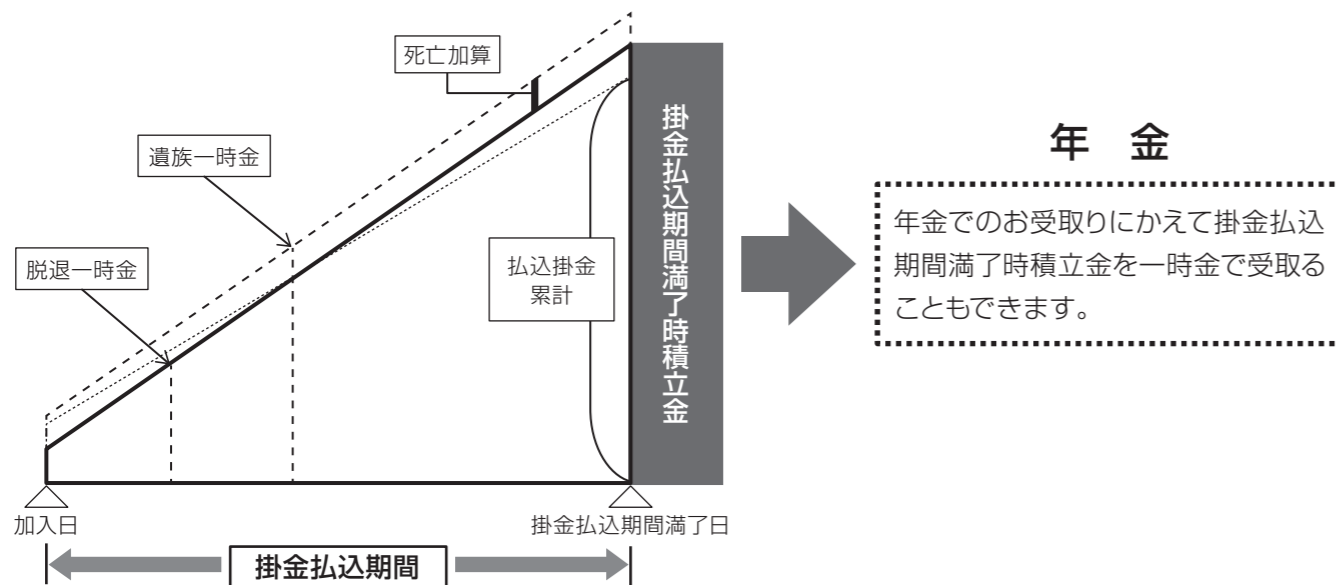 死亡加算
遺族一時金
脱退一時金
払込掛金
累計
掛金払込期間満了時積立金
加入日
掛金払込期間満了日
掛金払込期間
年 金
年金でのお受取りにかえて掛金払込
期間満了時積立金を一時金で受取る
こともできます。